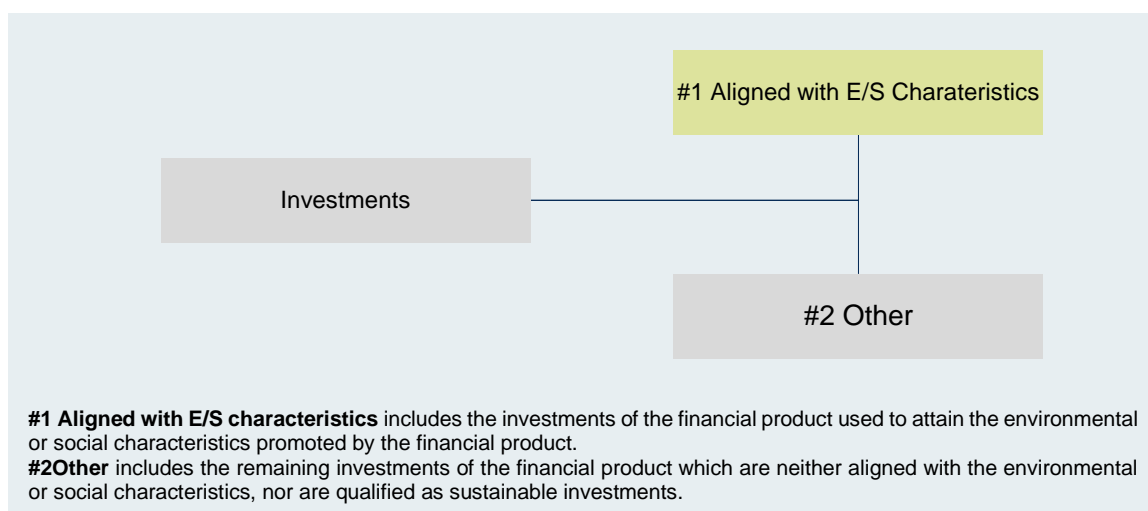 #1 Aligned with E/S Charateristics
Investments
#2 Other
#1 Aligned with E/S characteristics includes the investments of the financial product used to attain the environmental
or social characteristics promoted by the financial product.
#2Other includes the remaining investments of the financial product which are neither aligned with the environmental
or social characteristics, nor are qualified as sustainable investments.